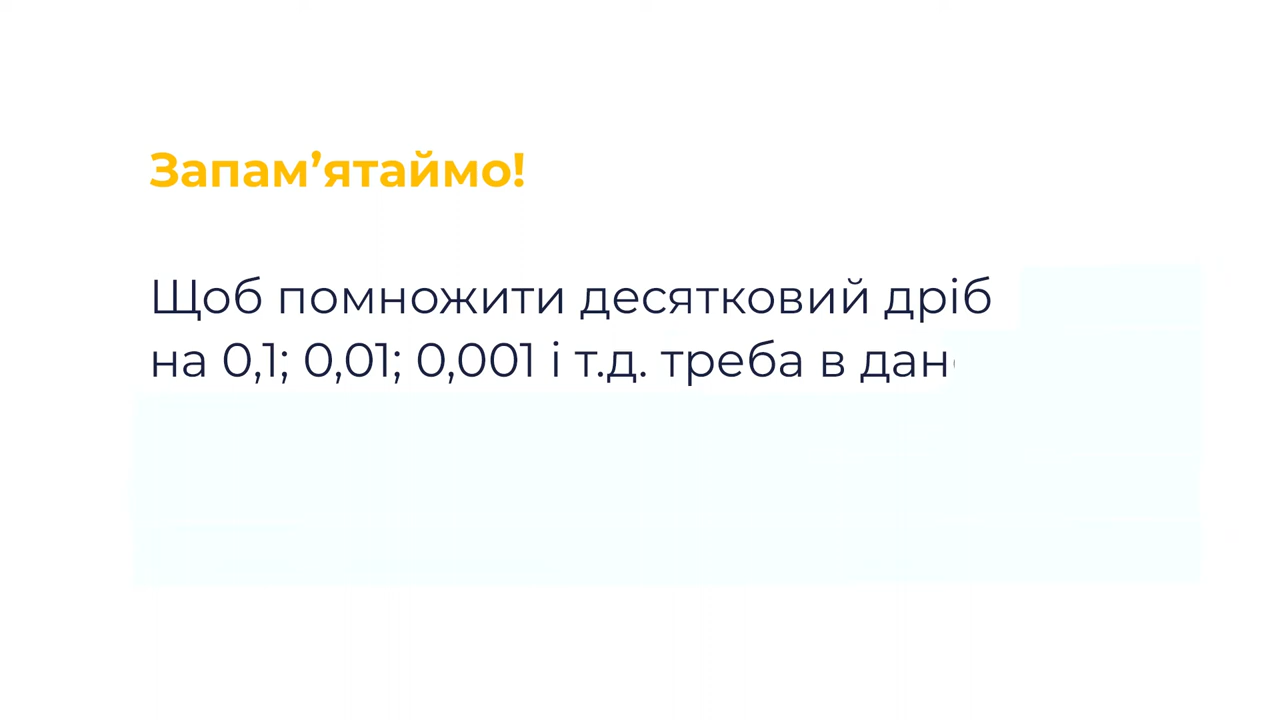 Запам’ятаймо!
Щоб помножити десятковий дріб
на 0,1; 0,01; 0,001 і т.д. треба в дан